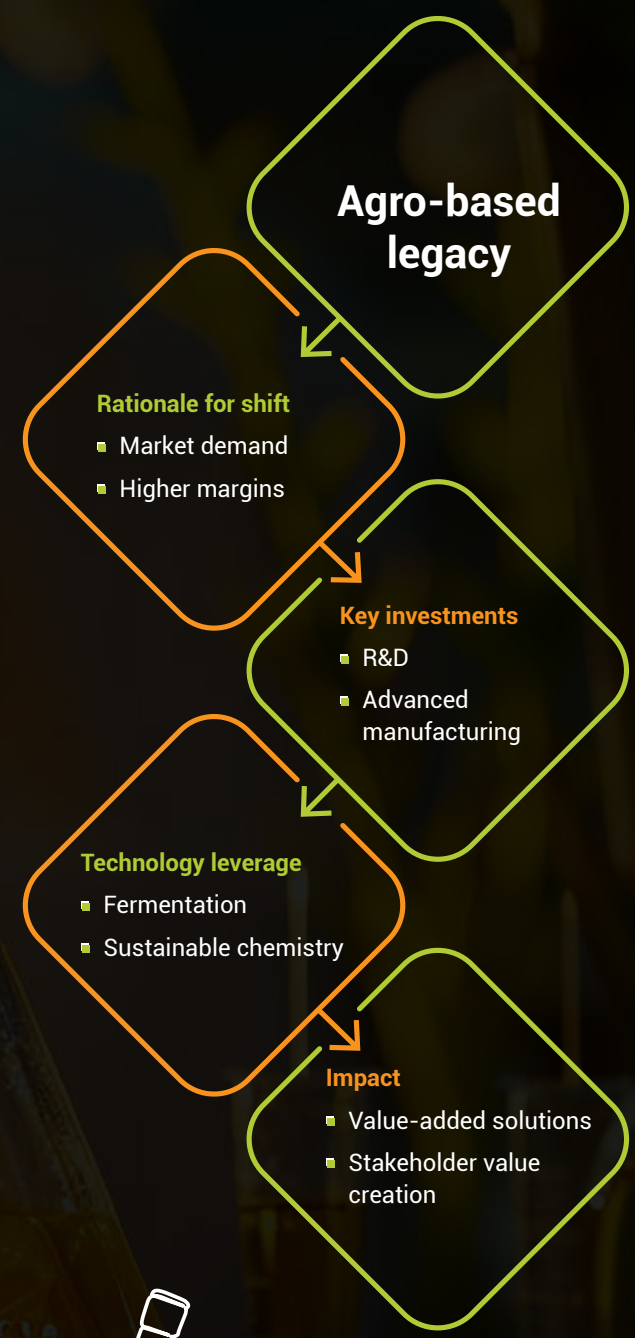 Agro-based
legacy
Rationale for shift
Market demand
Higher margins
Key investments
R&D
Advanced
manufacturing
Technology leverage
Fermentation
Sustainable chemistry
Impact
Value-added solutions
Stakeholder value
creation